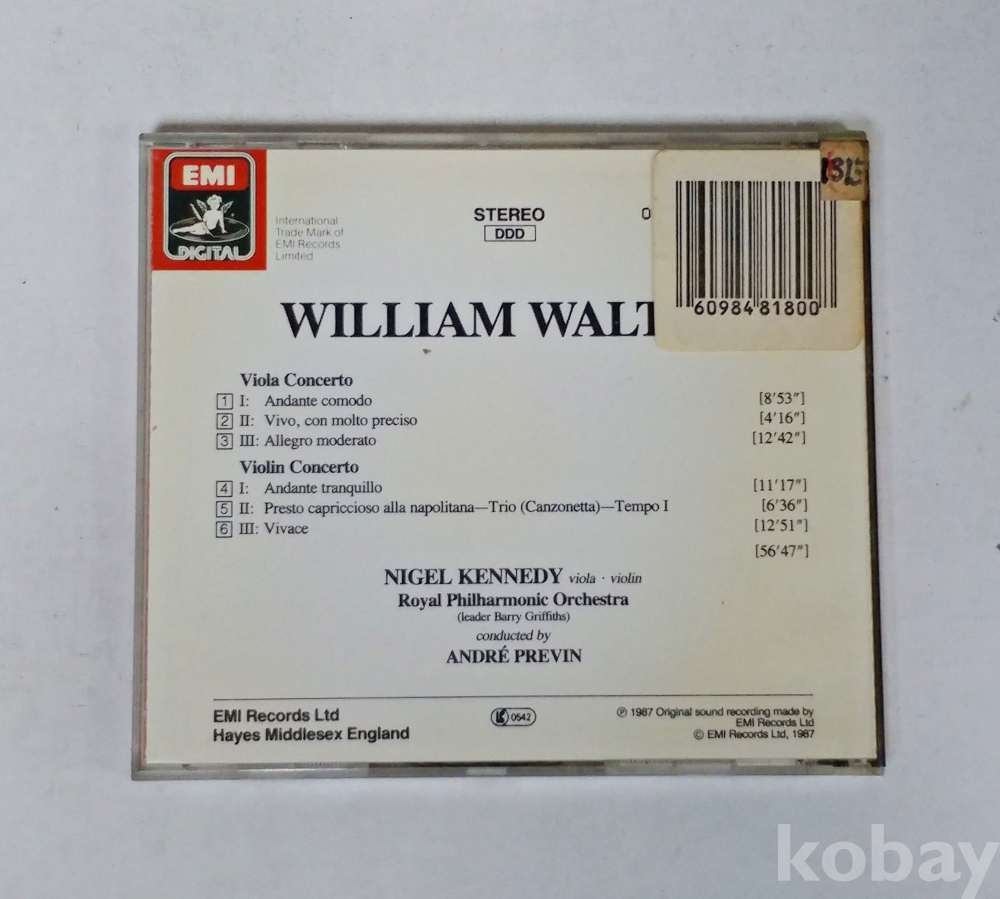 EMI
DIGITAL
International
Trade Mark of
EMI Records
Limited
STEREO
DDD
0
60984 81800
WILLIAM WALT
Viola Concerto
1 I: Andante comodo [8'53"]
2 II: Vivo, con molto preciso [4'16"]
3 III: Allegro moderato [12'42"]
Violin Concerto
4 I: Andante tranquillo [11'17"]
5 II: Presto capriccioso alla napolitana—Trio (Canzonetta)—Tempo I [6'36"]
6 III: Vivace [12'51"]
[56'47"]
NIGEL KENNEDY viola · violin
Royal Philharmonic Orchestra
(leader Barry Griffiths)
conducted by
ANDRÉ PREVIN
EMI Records Ltd
Hayes Middlesex England
LC 0542
℗ 1987 Original sound recording made by
EMI Records Ltd
© EMI Records Ltd, 1987
kobay